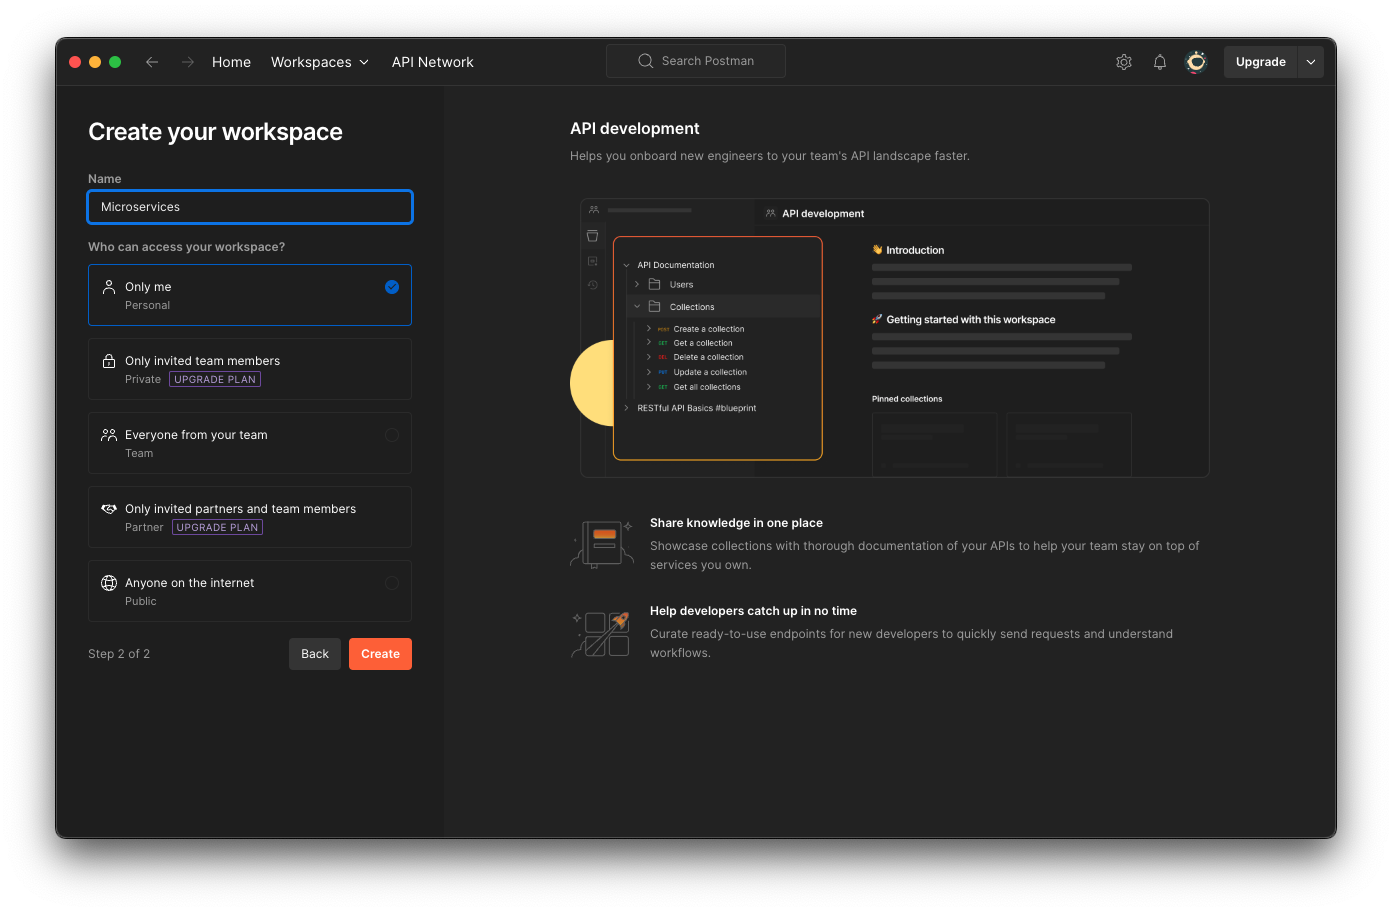 Home Workspaces API Network Search Postman Upgrade
Create your workspace
Name
Microservices
Who can access your workspace?
Only me
Personal
Only invited team members
Private UPGRADE PLAN
Everyone from your team
Team
Only invited partners and team members
Partner UPGRADE PLAN
Anyone on the internet
Public
Step 2 of 2 Back Create
API development
Helps you onboard new engineers to your team's API landscape faster.
API development
API Documentation
Users
Collections
POST Create a collection
GET Get a collection
DEL Delete a collection
PUT Update a collection
GET Get all collections
RESTful API Basics #blueprint
👋 Introduction
🚀 Getting started with this workspace
Pinned collections
Share knowledge in one place
Showcase collections with thorough documentation of your APIs to help your team stay on top of
services you own.
Help developers catch up in no time
Curate ready-to-use endpoints for new developers to quickly send requests and understand
workflows.